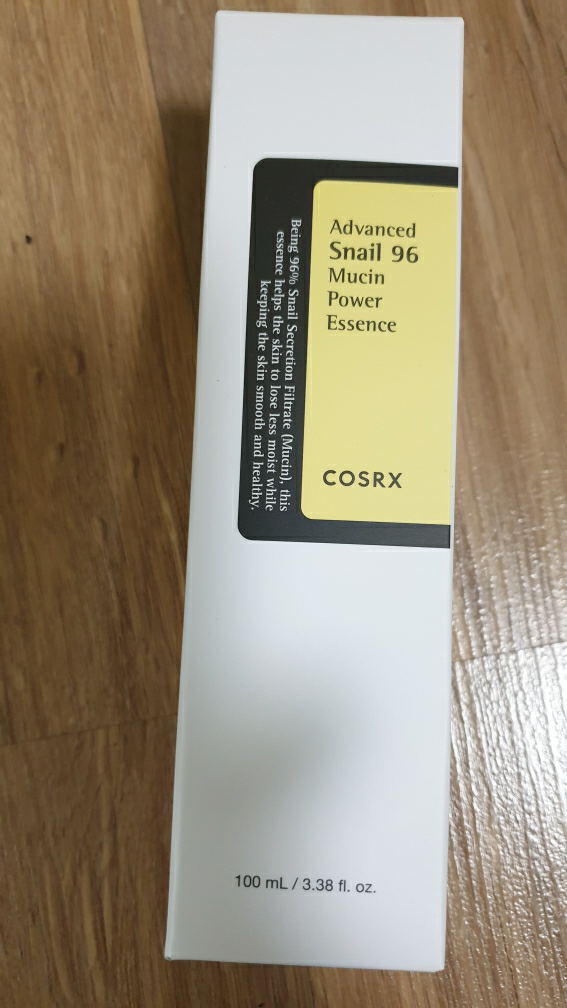 Advanced
Snail 96
Mucin
Power
Essence
COSRX
Being 96% Snail Secretion Filtrate (Mucin), this
essence helps the skin to lose less moist while
keeping the skin smooth and healthy.
100 mL / 3.38 fl. oz.